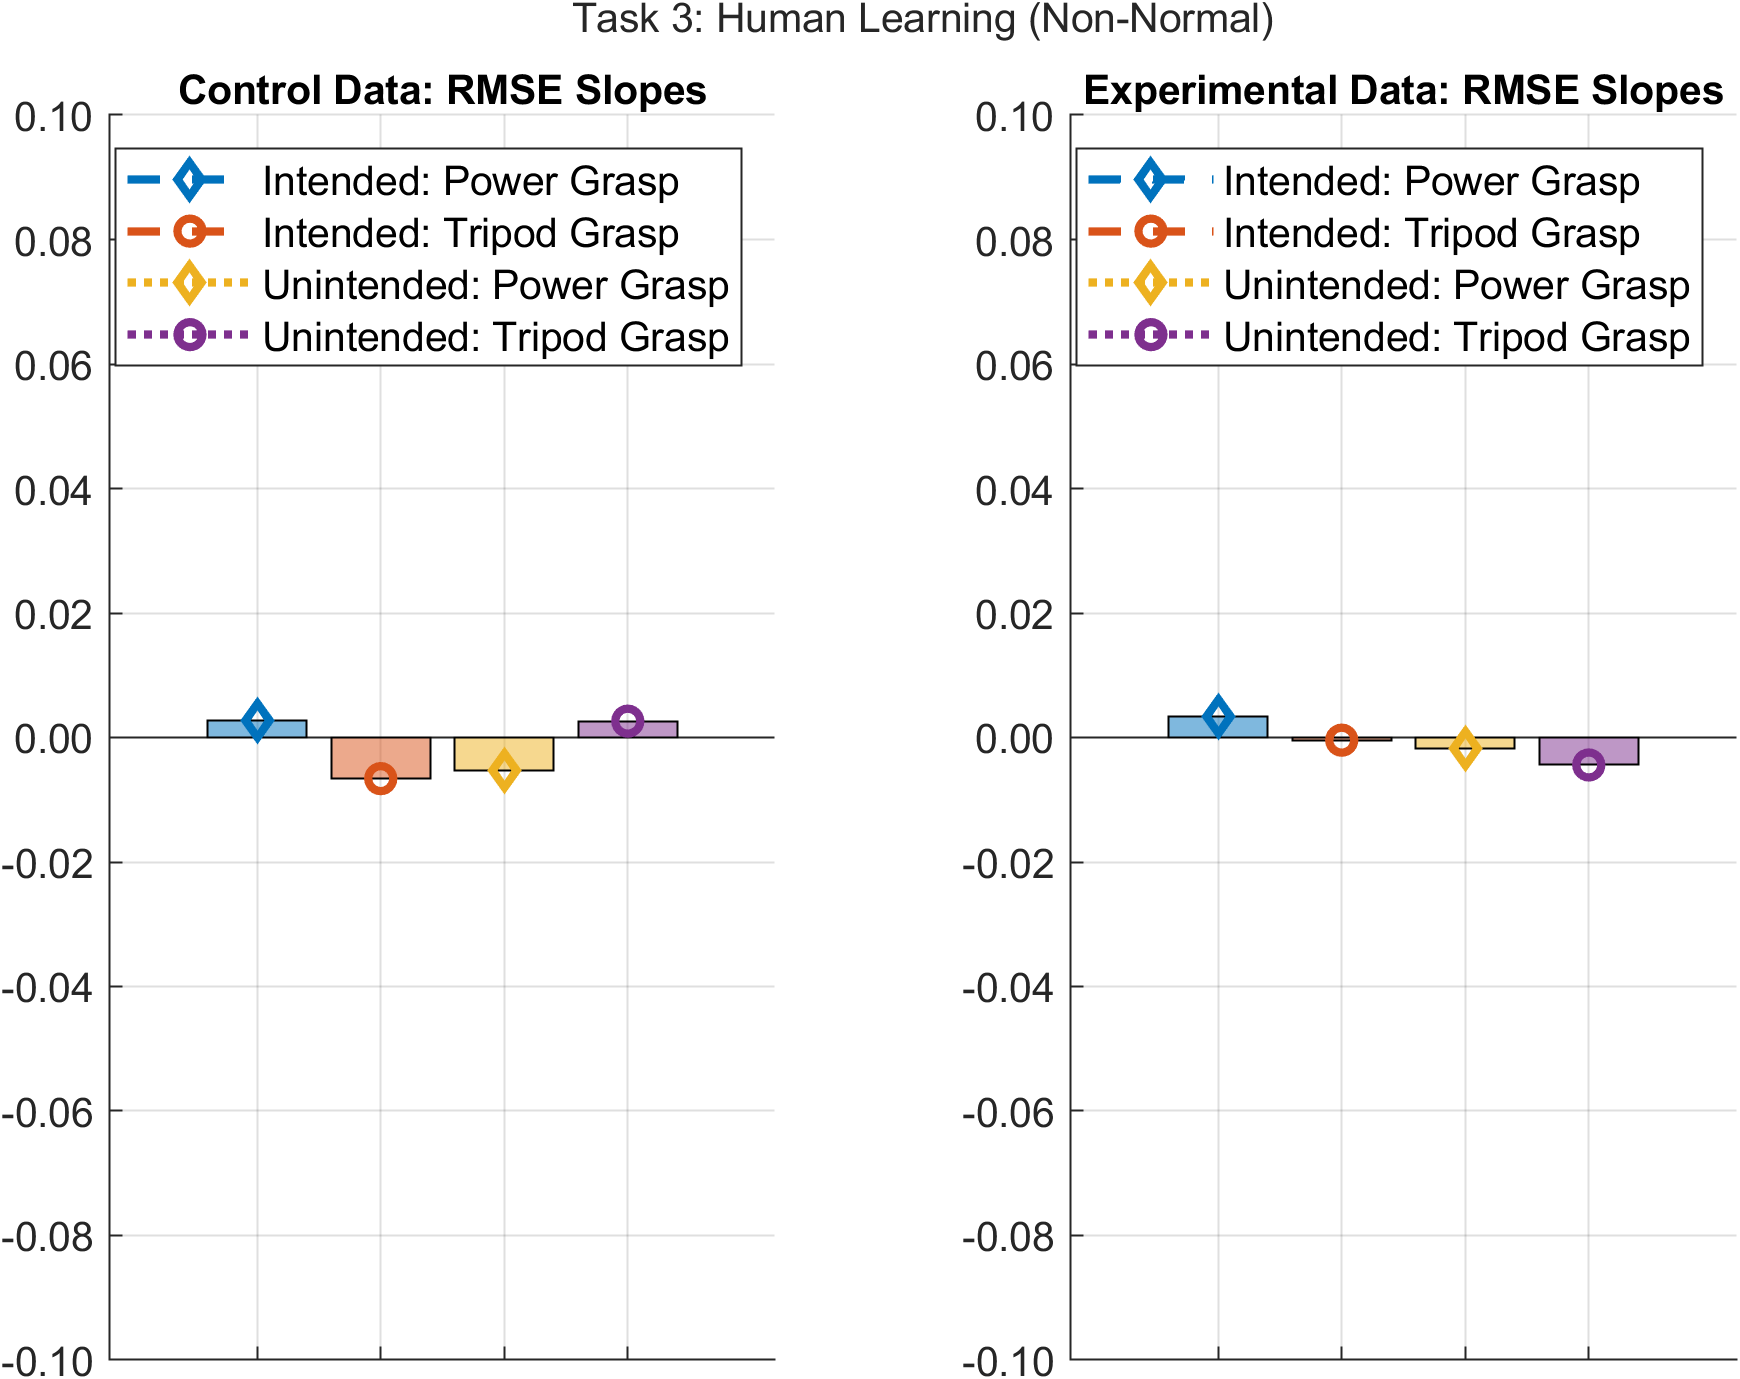 Task 3: Human Learning (Non-Normal)
Control Data: RMSE Slopes
0.10
0.08
0.06
0.04
0.02
0.00
-0.02
-0.04
-0.06
-0.08
-0.10
Intended: Power Grasp
Intended: Tripod Grasp
Unintended: Power Grasp
Unintended: Tripod Grasp
Experimental Data: RMSE Slopes
0.10
0.08
0.06
0.04
0.02
0.00
-0.02
-0.04
-0.06
-0.08
-0.10
Intended: Power Grasp
Intended: Tripod Grasp
Unintended: Power Grasp
Unintended: Tripod Grasp